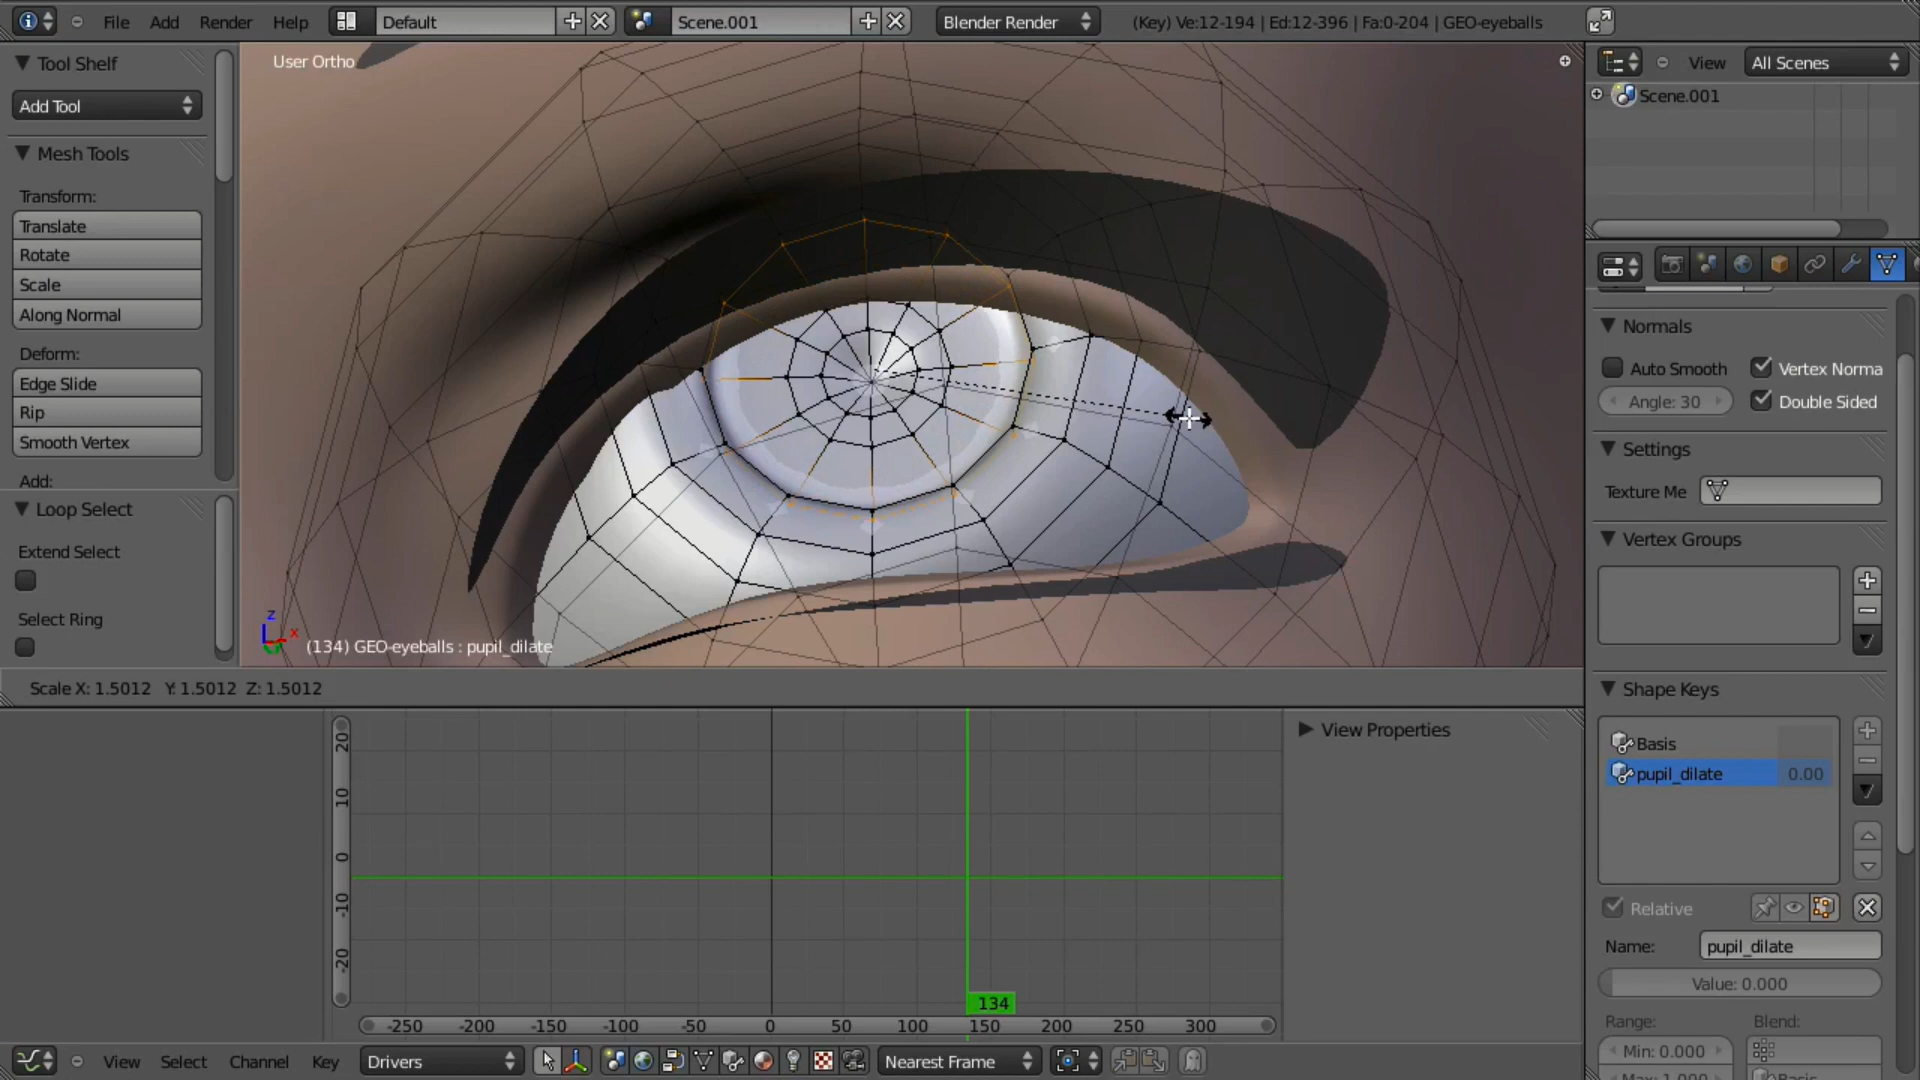 File Add Render Help Default Scene.001 Blender Render (Key) Ve:12-194 | Ed:12-396 | Fa:0-204 | GEO-eyeballs
Tool Shelf
Add Tool
Mesh Tools
Transform:
Translate
Rotate
Scale
Along Normal
Deform:
Edge Slide
Rip
Smooth Vertex
Add:
Loop Select
Extend Select
Select Ring
User Ortho
z
x
(134) GEO-eyeballs : pupil_dilate
Scale X: 1.5012 Y: 1.5012 Z: 1.5012
View All Scenes
Scene.001
Normals
Auto Smooth Vertex Norma
Angle: 30 Double Sided
Settings
Texture Me
Vertex Groups
Shape Keys
Basis
pupil_dilate 0.00
Relative
Name: pupil_dilate
Value: 0.000
Range: Blend:
Min: 0.000
Max: 1.000 Basis
View Properties
20
10
0
-10
-20
134
-250 -200 -150 -100 -50 0 50 100 150 200 250 300
View Select Channel Key Drivers Nearest Frame